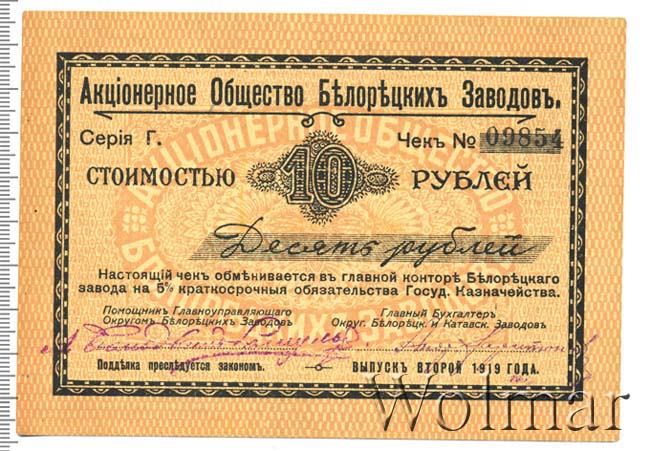 Акціонерное Общество Бѣлорѣцкихъ Заводовъ.
Серія Г. Чекъ № 09854
СТОИМОСТЬЮ 10 РУБЛЕЙ
Десять рублей
Настоящій чекъ обмѣнивается въ главной конторѣ Бѣлорѣцкаго
завода на 5% краткосрочныя обязательства Госуд. Казначейства.
Помощникъ Главноуправляющаго Главный Бухгалтеръ
Округомъ Бѣлорѣцкихъ Заводовъ Округ. Бѣлорѣцк. и Катавск. Заводовъ
Поддѣлка преслѣдуется закономъ. ВЫПУСКЪ ВТОРОЙ 1919 ГОДА.
Wolmar